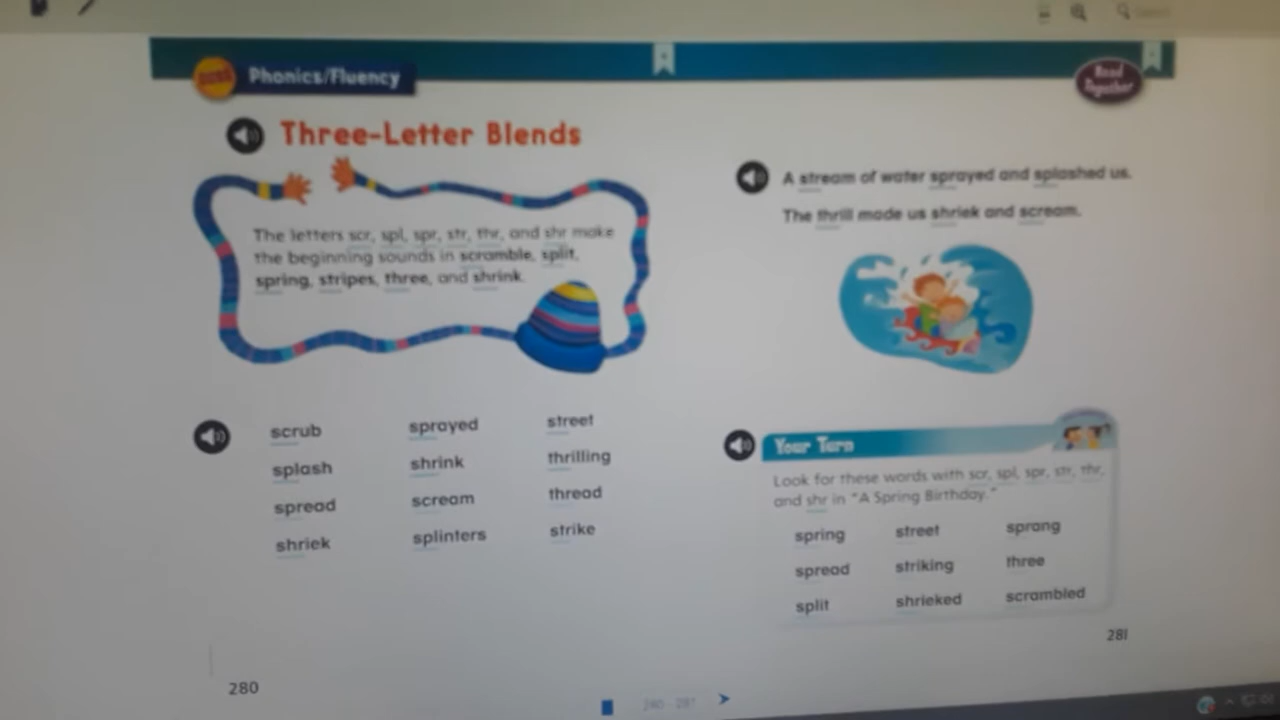 Phonics/Fluency
Read
Together
Three-Letter Blends
The letters scr, spl, spr, str, thr, and shr make
the beginning sounds in scramble, split,
spring, stripes, three, and shrink.
scrub sprayed street
splash shrink thrilling
spread scream thread
shriek splinters strike
280
A stream of water sprayed and splashed us.
The thrill made us shriek and scream.
Your Turn
Look for these words with scr, spl, spr, str, thr,
and shr in “A Spring Birthday.”
spring street sprang
spread striking three
split shrieked scrambled
281
280 - 281